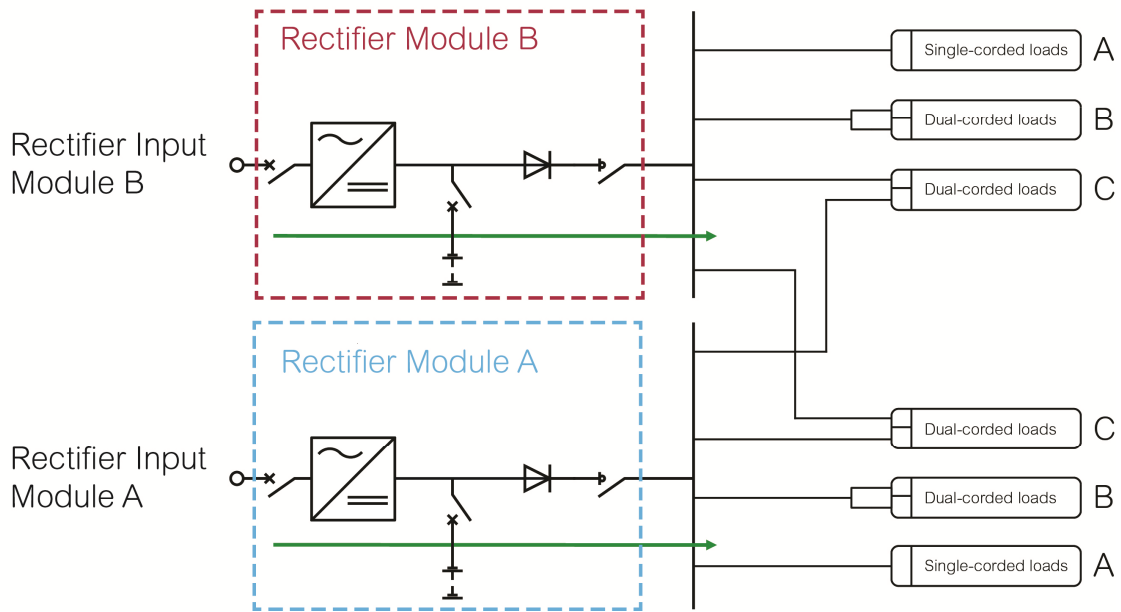 Rectifier Module B
Rectifier Input
Module B
Single-corded loads A
Dual-corded loads B
Dual-corded loads C
Rectifier Module A
Rectifier Input
Module A
Dual-corded loads C
Dual-corded loads B
Single-corded loads A